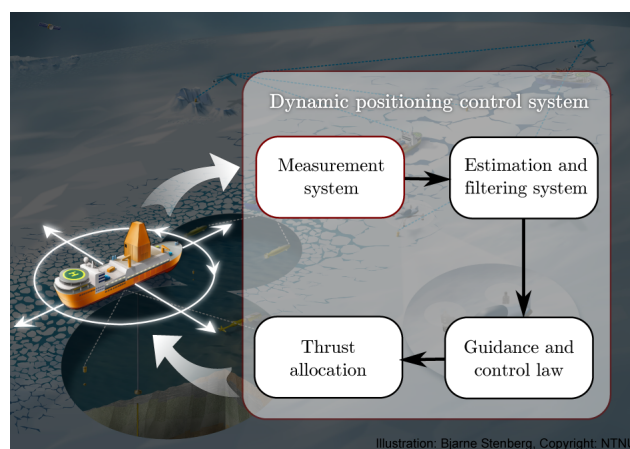 Dynamic positioning control system
Measurement
system
Estimation and
filtering system
Thrust
allocation
Guidance and
control law
H
Illustration: Bjarne Stenberg, Copyright: NTNU